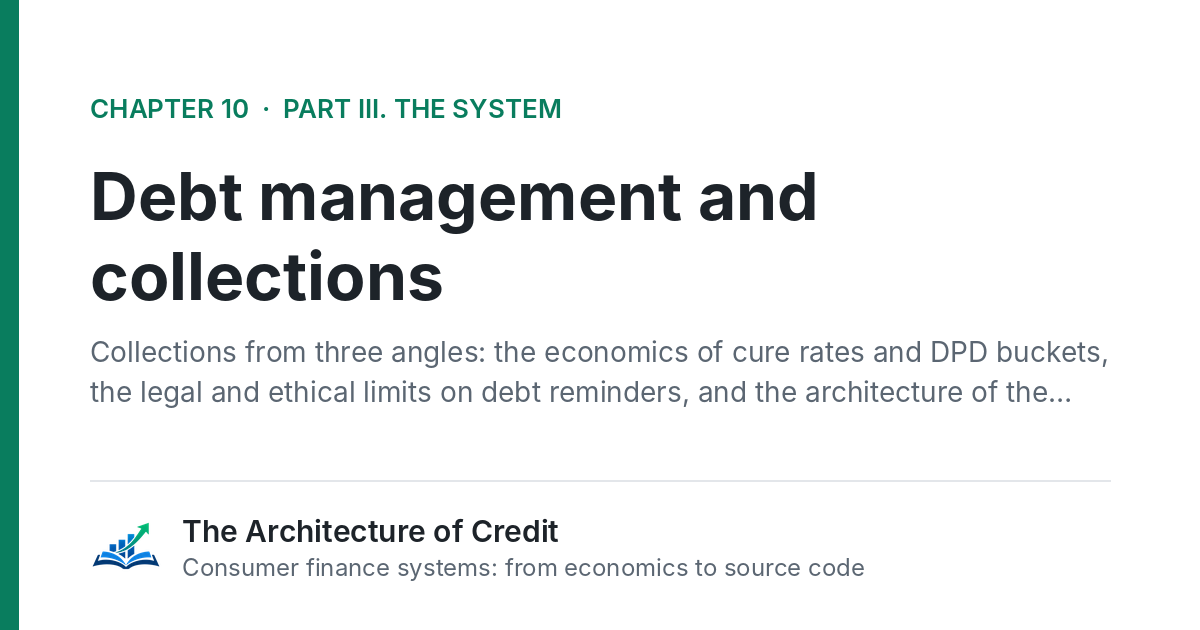 CHAPTER 10 · PART III. THE SYSTEM
Debt management and
collections
Collections from three angles: the economics of cure rates and DPD buckets,
the legal and ethical limits on debt reminders, and the architecture of the...
The Architecture of Credit
Consumer finance systems: from economics to source code